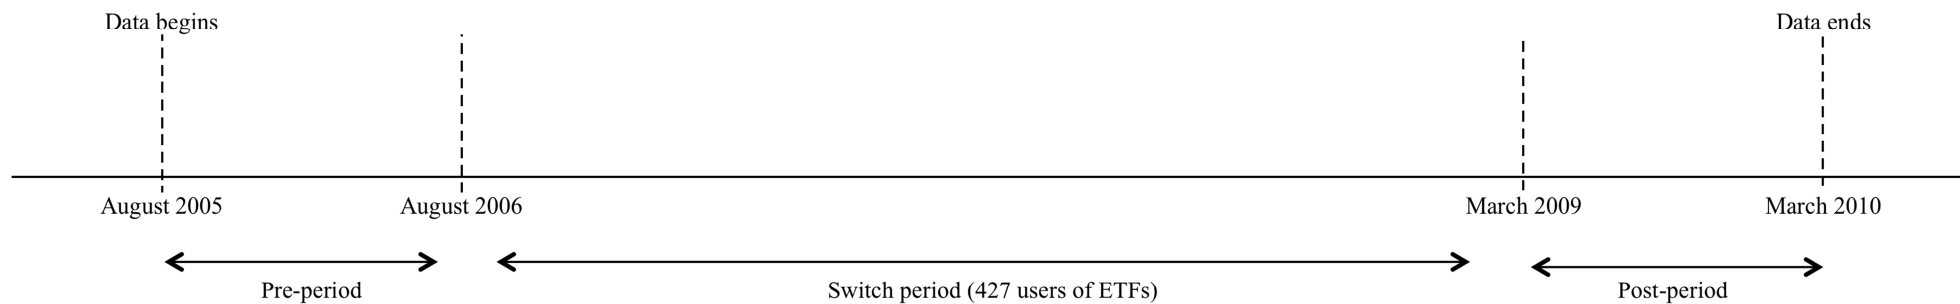 Data begins
Data ends
August 2005
August 2006
March 2009
March 2010
Pre-period
Switch period (427 users of ETFs)
Post-period